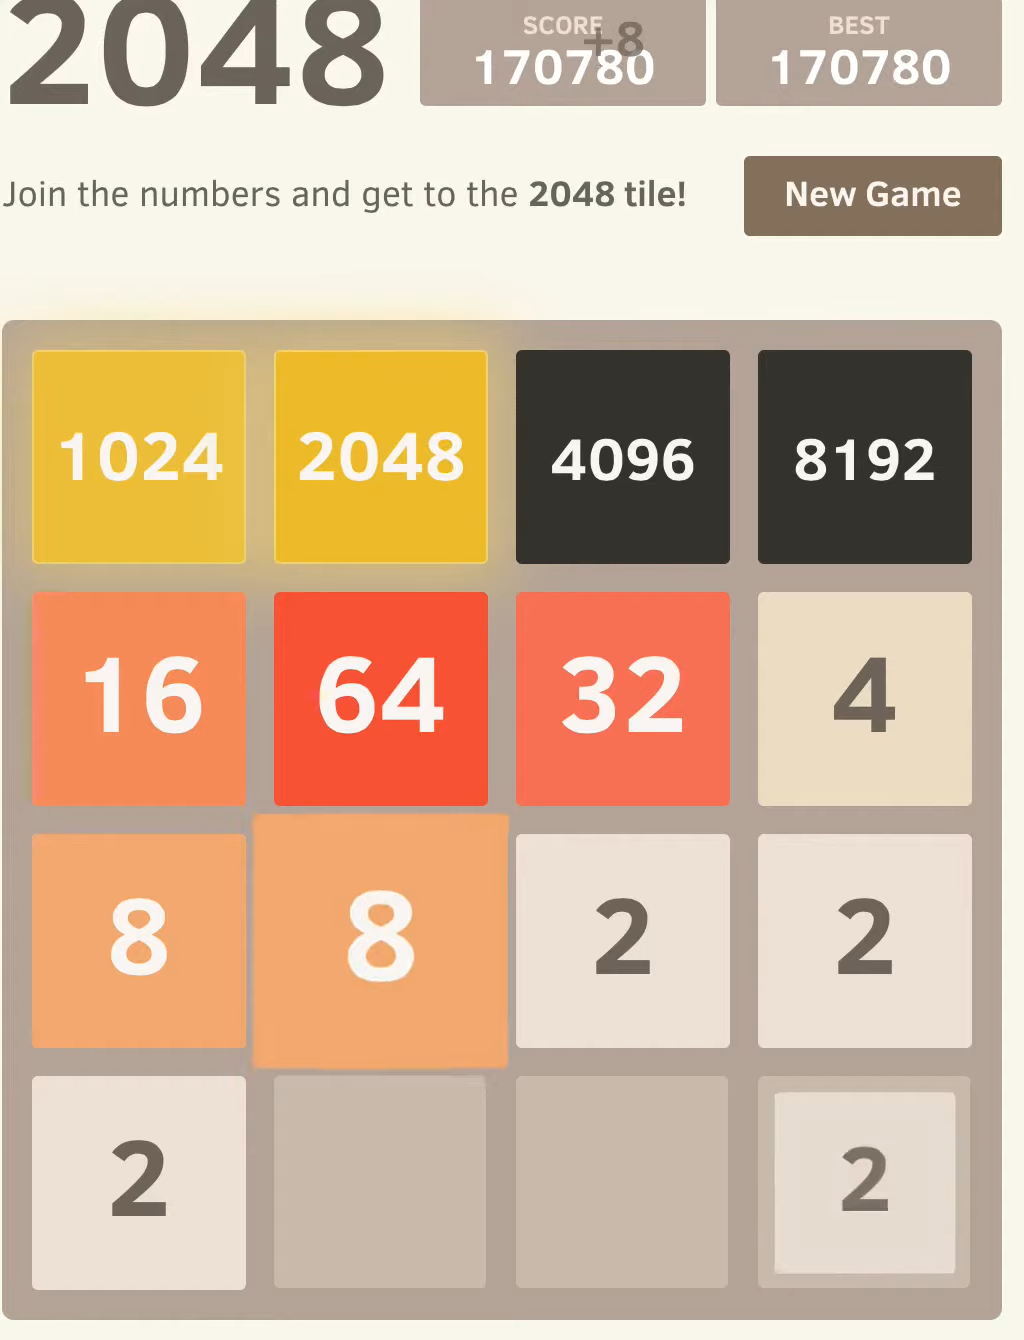 2048
SCORE
+8
170780
BEST
170780
Join the numbers and get to the 2048 tile!
New Game
1024 2048 4096 8192
16 64 32 4
8 8 2 2
2 2